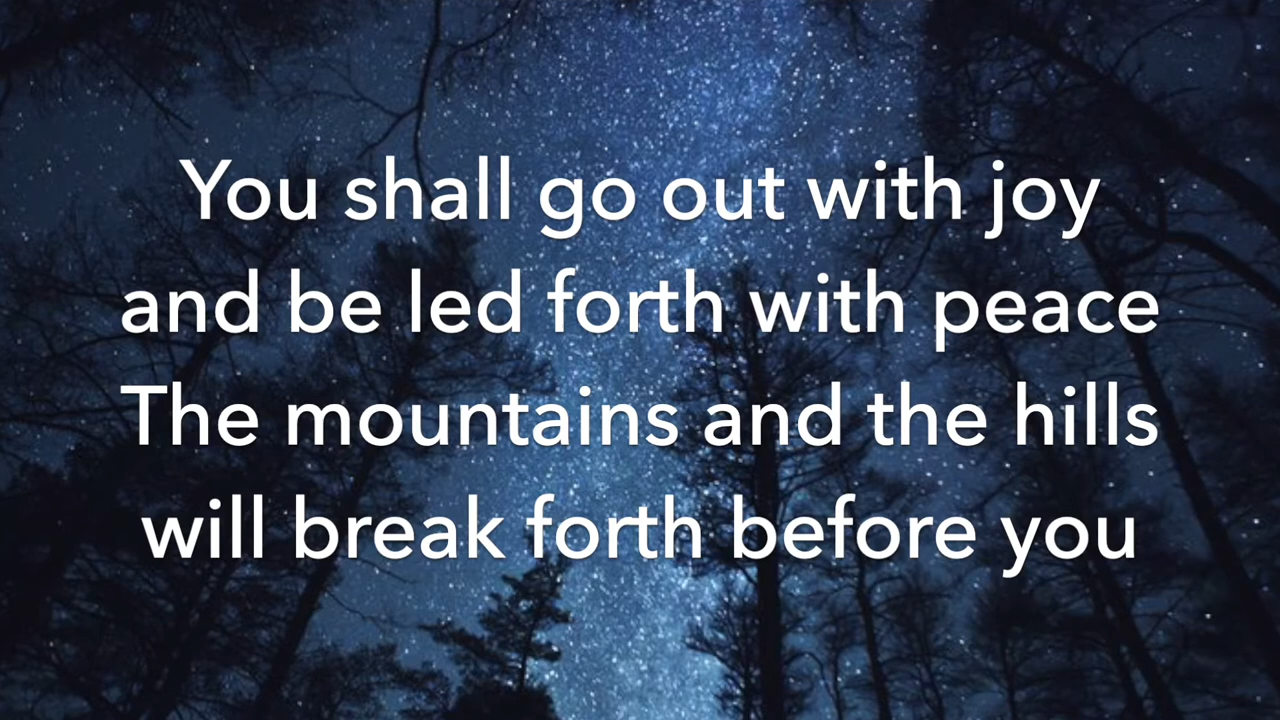 You shall go out with joy
and be led forth with peace
The mountains and the hills
will break forth before you